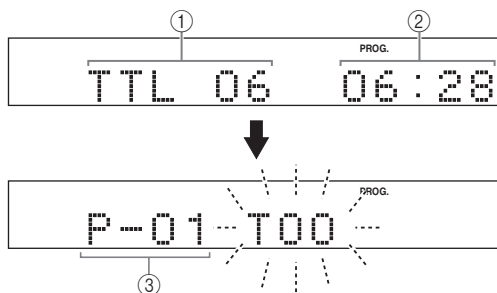 ① ②
PROG.
TTL 06 06:28
PROG.
P-01 T00
③